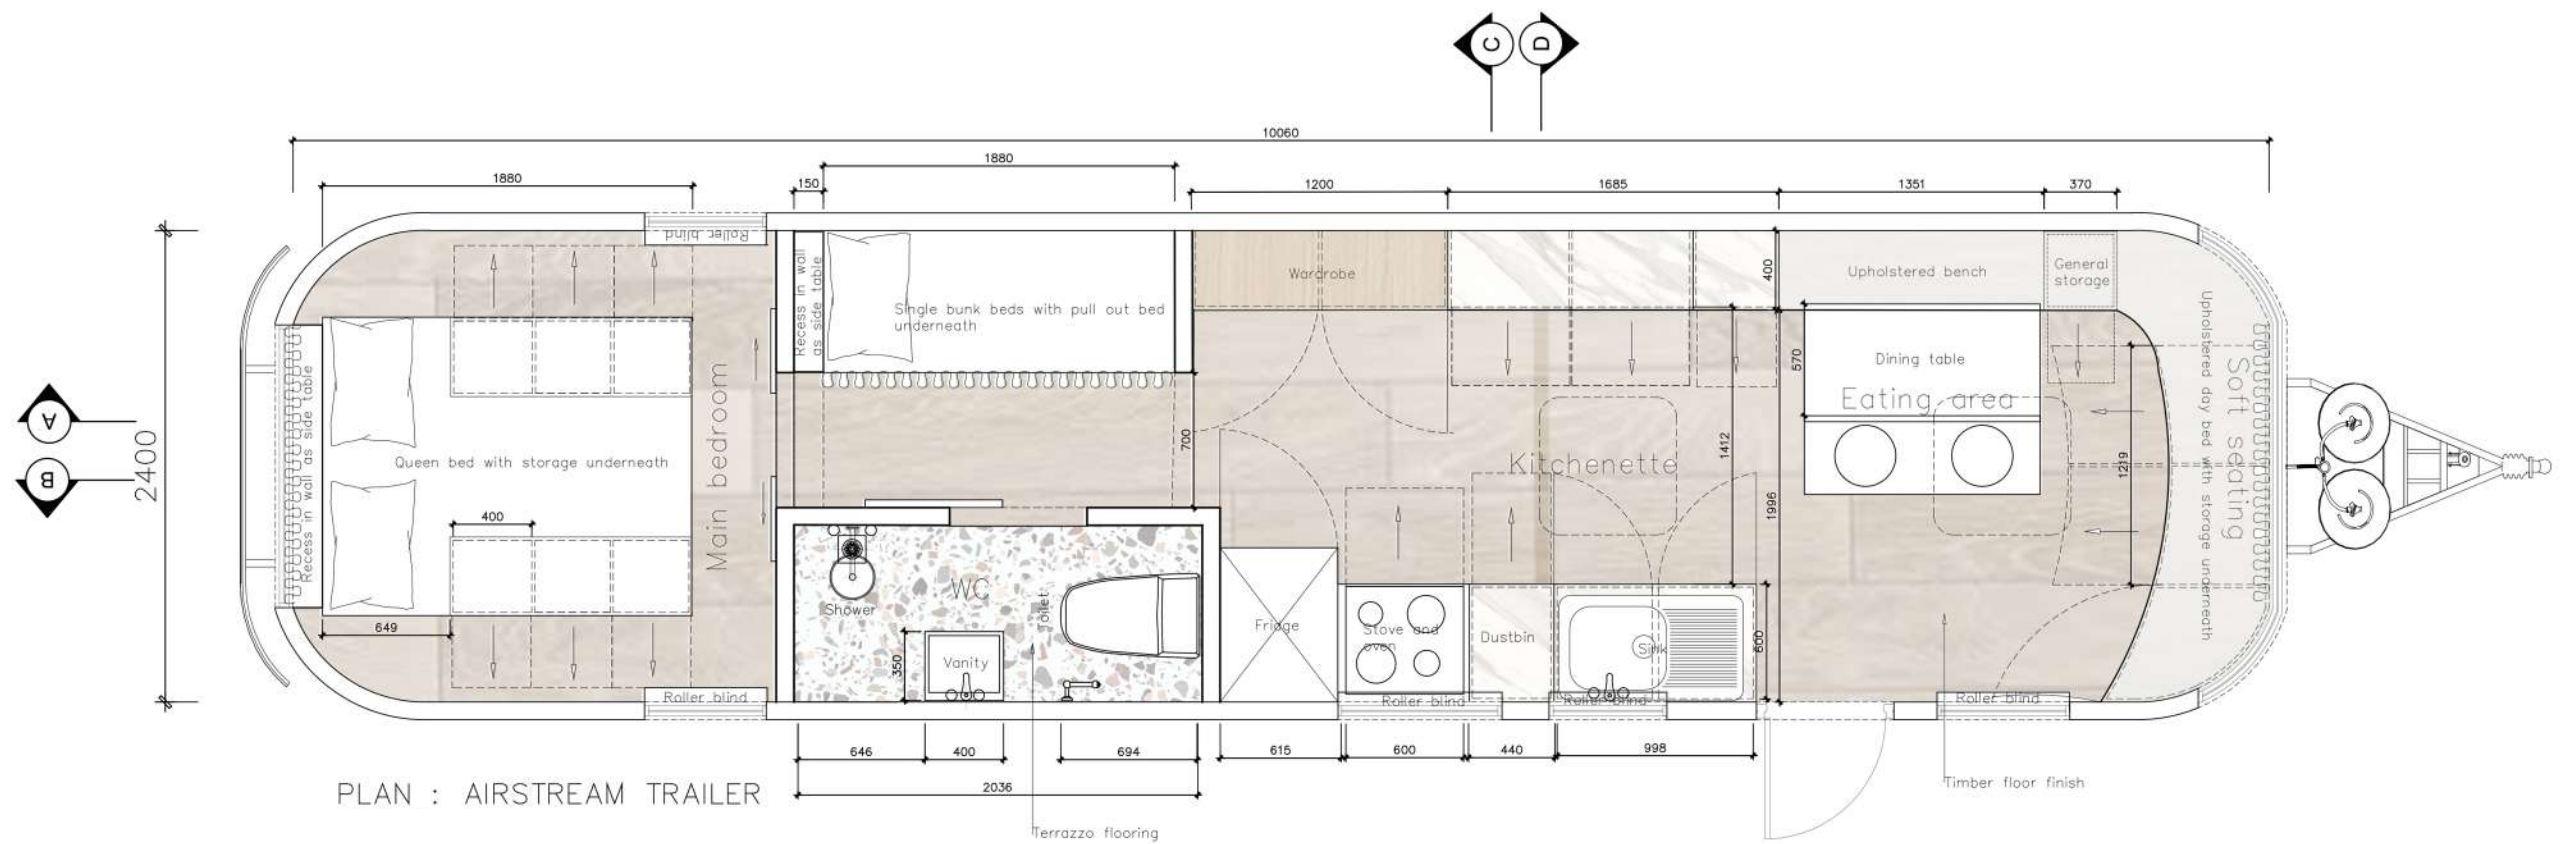 C
D
10060
1880
1880
150
1200
1685
1351
370
Roller blind
Recess in wall
as side table
Single bunk beds with pull out bed
underneath
Wardrobe
400
Upholstered bench
General
storage
A
B
2400
Recess in wall as side table
Queen bed with storage underneath
400
649
Main bedroom
700
570
Dining table
Eating area
1412
Kitchenette
1996
1219
Upholstered day bed with storage underneath
Soft seating
Shower
WC
Toilet
350
Vanity
Fridge
Stove and
oven
Dustbin
Sink
600
Roller blind
Roller blind
Roller blind
Roller blind
646
400
694
615
600
440
998
2036
PLAN : AIRSTREAM TRAILER
Timber floor finish
Terrazzo flooring